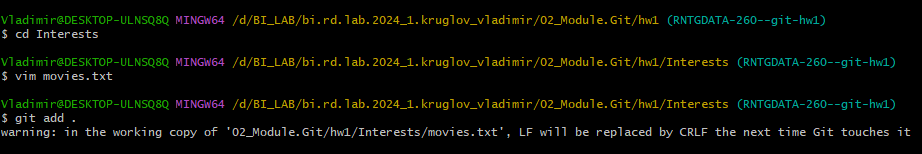 Vladimir@DESKTOP-ULNSQ8Q MINGW64 /d/BI_LAB/bi.rd.lab.2024_1.kruglov_vladimir/02_Module.Git/hw1 (RNTGDATA-260--git-hw1)
$ cd Interests
Vladimir@DESKTOP-ULNSQ8Q MINGW64 /d/BI_LAB/bi.rd.lab.2024_1.kruglov_vladimir/02_Module.Git/hw1/Interests (RNTGDATA-260--git-hw1)
$ vim movies.txt
Vladimir@DESKTOP-ULNSQ8Q MINGW64 /d/BI_LAB/bi.rd.lab.2024_1.kruglov_vladimir/02_Module.Git/hw1/Interests (RNTGDATA-260--git-hw1)
$ git add .
warning: in the working copy of '02_Module.Git/hw1/Interests/movies.txt', LF will be replaced by CRLF the next time Git touches it